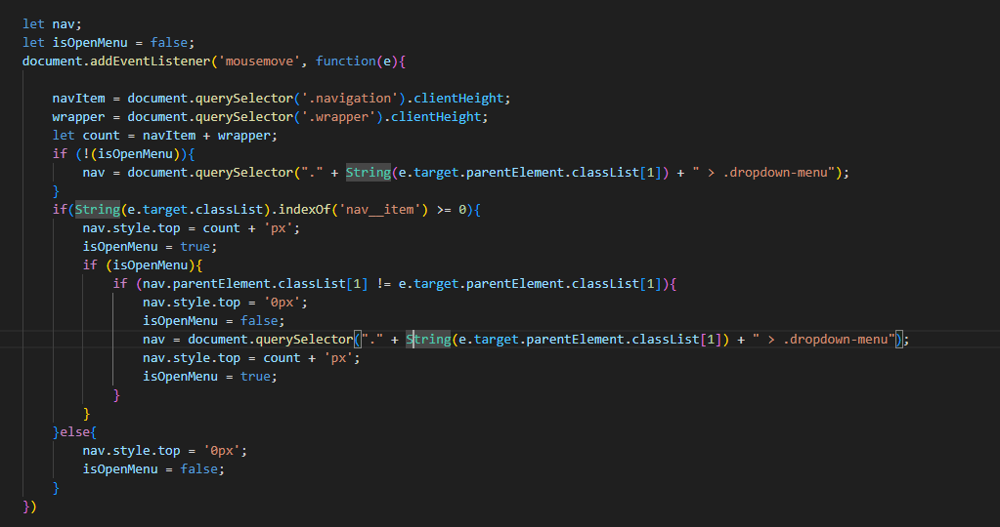 let nav;
let isOpenMenu = false;
document.addEventListener('mousemove', function(e){
navItem = document.querySelector('.navigation').clientHeight;
wrapper = document.querySelector('.wrapper').clientHeight;
let count = navItem + wrapper;
if (!(isOpenMenu)){
nav = document.querySelector("." + String(e.target.parentElement.classList[1]) + " > .dropdown-menu");
}
if(String(e.target.classList).indexOf('nav__item') >= 0){
nav.style.top = count + 'px';
isOpenMenu = true;
if (isOpenMenu){
if (nav.parentElement.classList[1] != e.target.parentElement.classList[1]){
nav.style.top = '0px';
isOpenMenu = false;
nav = document.querySelector("." + String(e.target.parentElement.classList[1]) + " > .dropdown-menu");
nav.style.top = count + 'px';
isOpenMenu = true;
}
}
}else{
nav.style.top = '0px';
isOpenMenu = false;
}
})